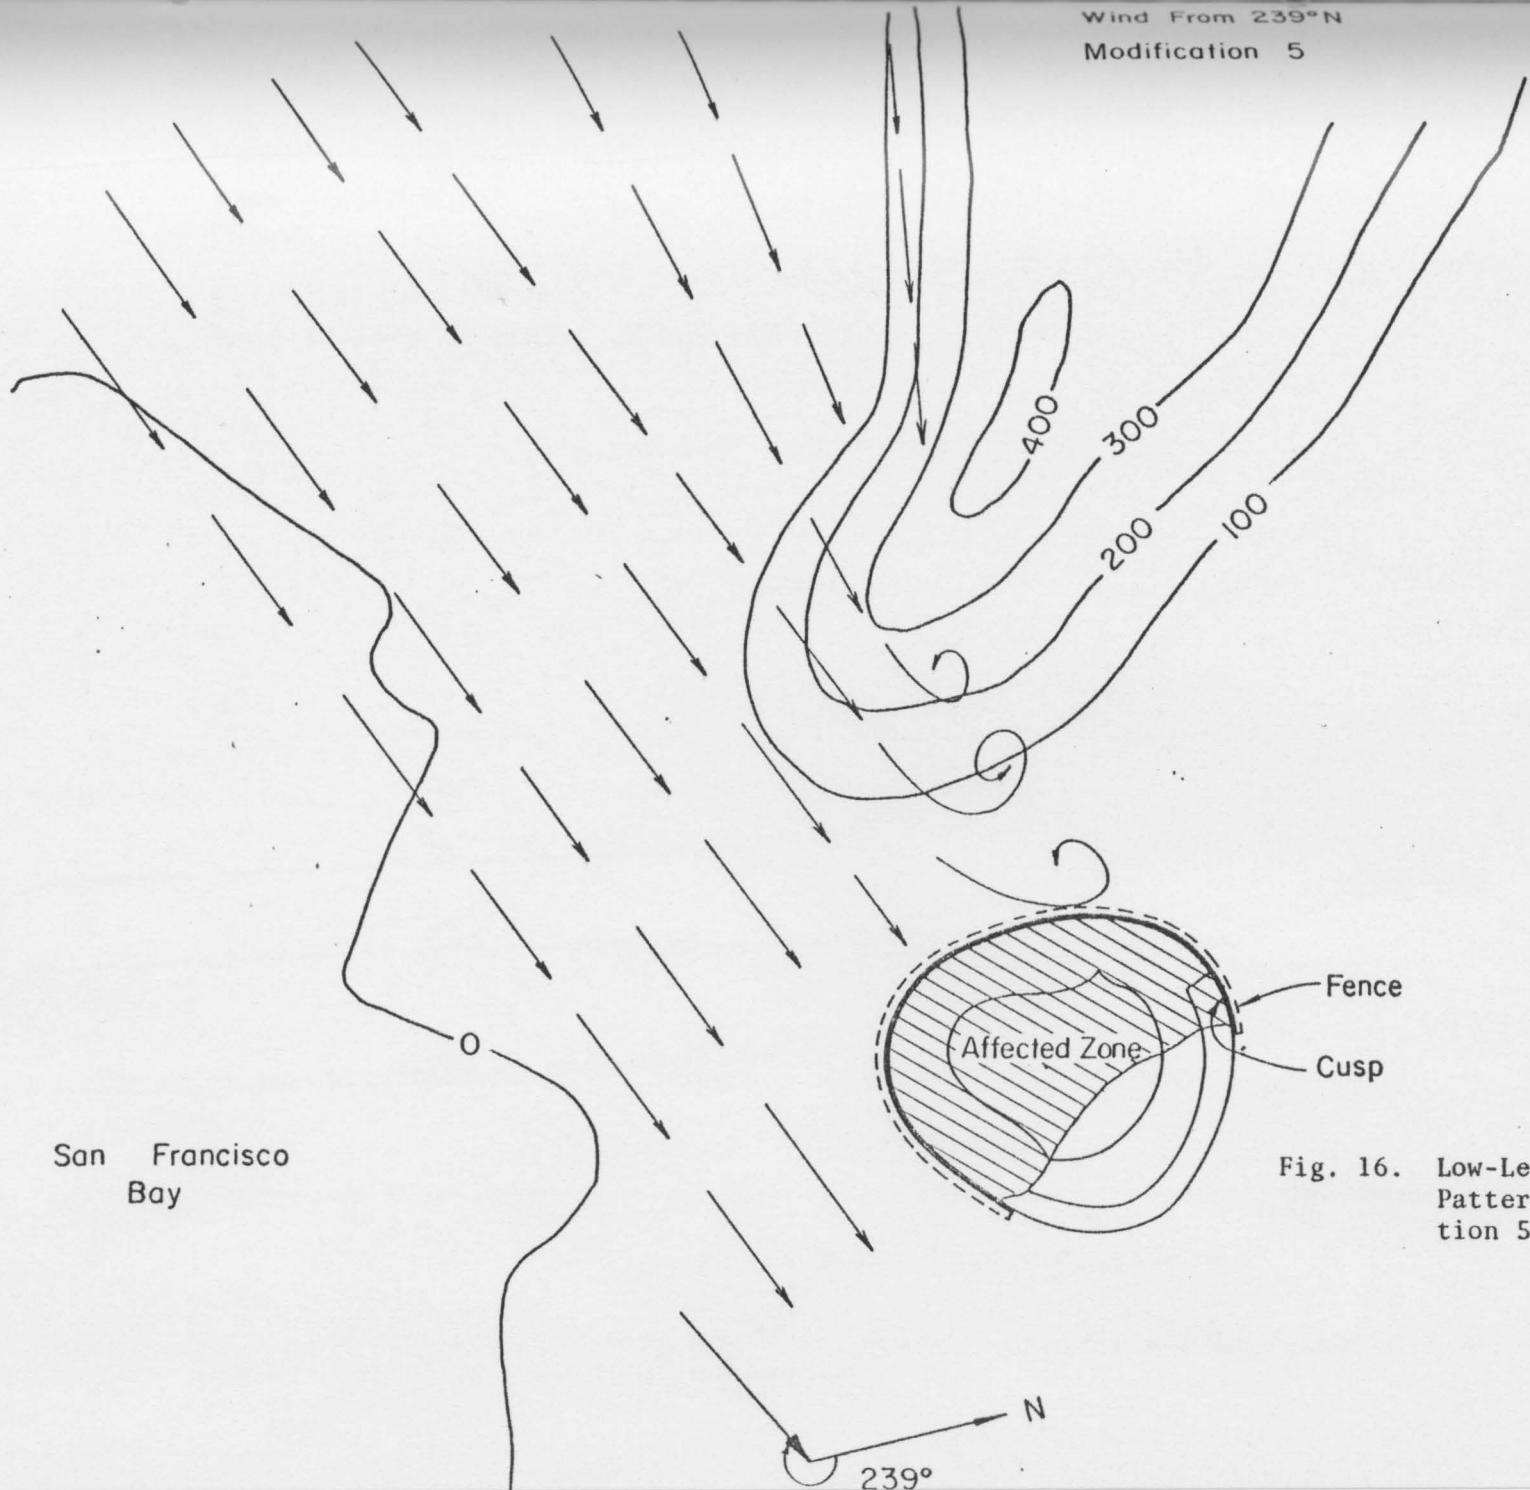 Wind From 239°N
Modification 5
400
300
200
100
Fence
Affected Zone
Cusp
O
San Francisco
Bay
Fig. 16. Low-Le
Patter
tion 5
N
239°